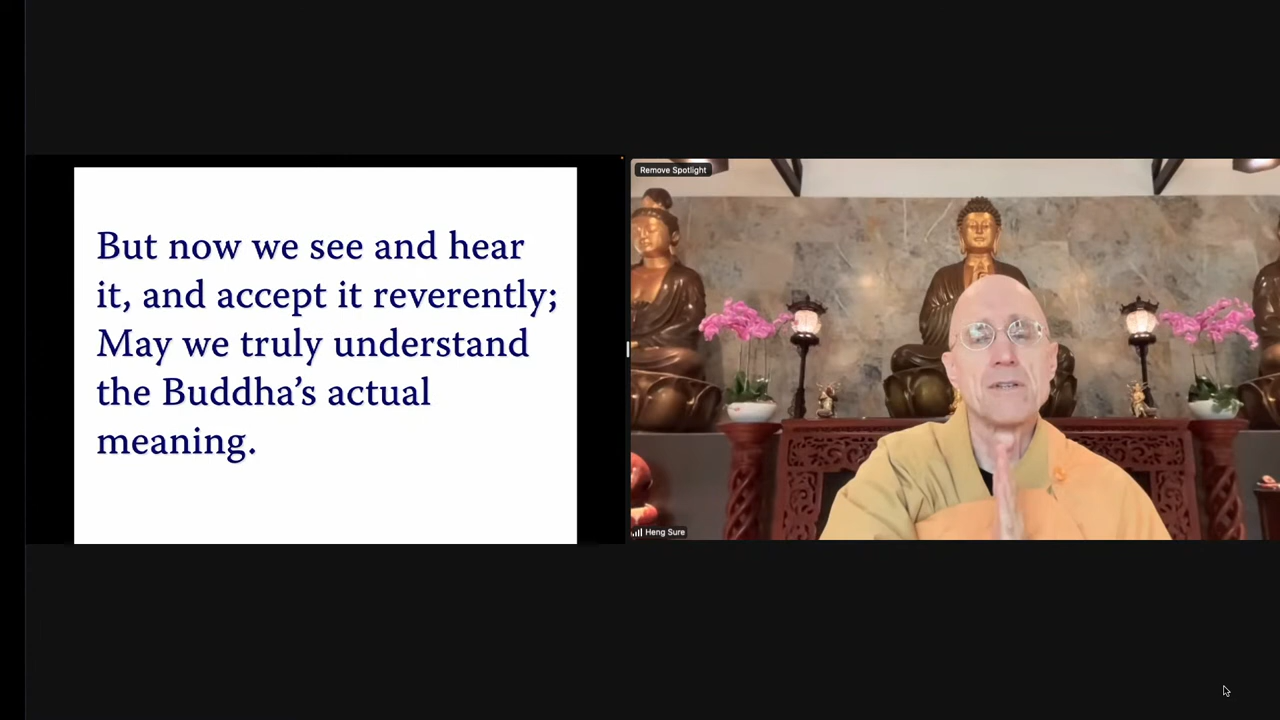 But now we see and hear
it, and accept it reverently;
May we truly understand
the Buddha’s actual
meaning.
Remove Spotlight
Heng Sure